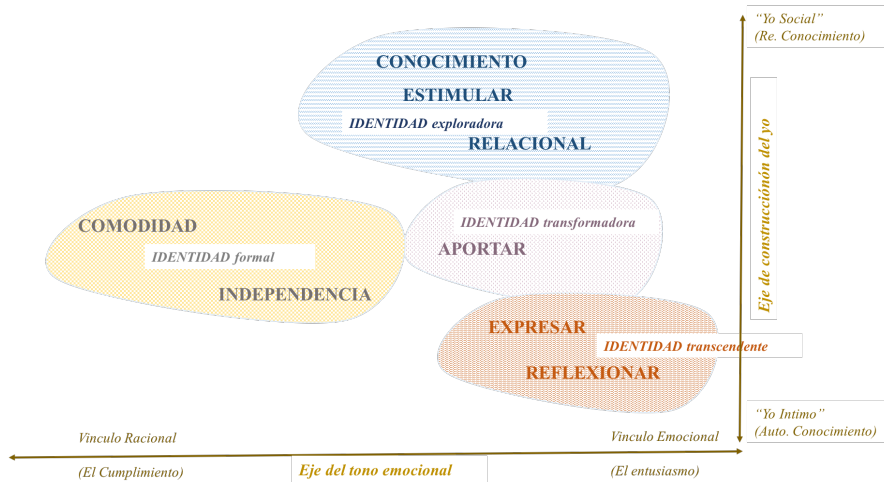 “Yo Social”
(Re. Conocimiento)
CONOCIMIENTO
ESTIMULAR
IDENTIDAD exploradora
RELACIONAL
Eje de construcciónón del yo
COMODIDAD
IDENTIDAD formal
INDEPENDENCIA
IDENTIDAD transformadora
APORTAR
EXPRESAR
IDENTIDAD transcendente
REFLEXIONAR
“Yo Intimo”
(Auto. Conocimiento)
Vinculo Racional
Vinculo Emocional
(El Cumplimiento)
Eje del tono emocional
(El entusiasmo)